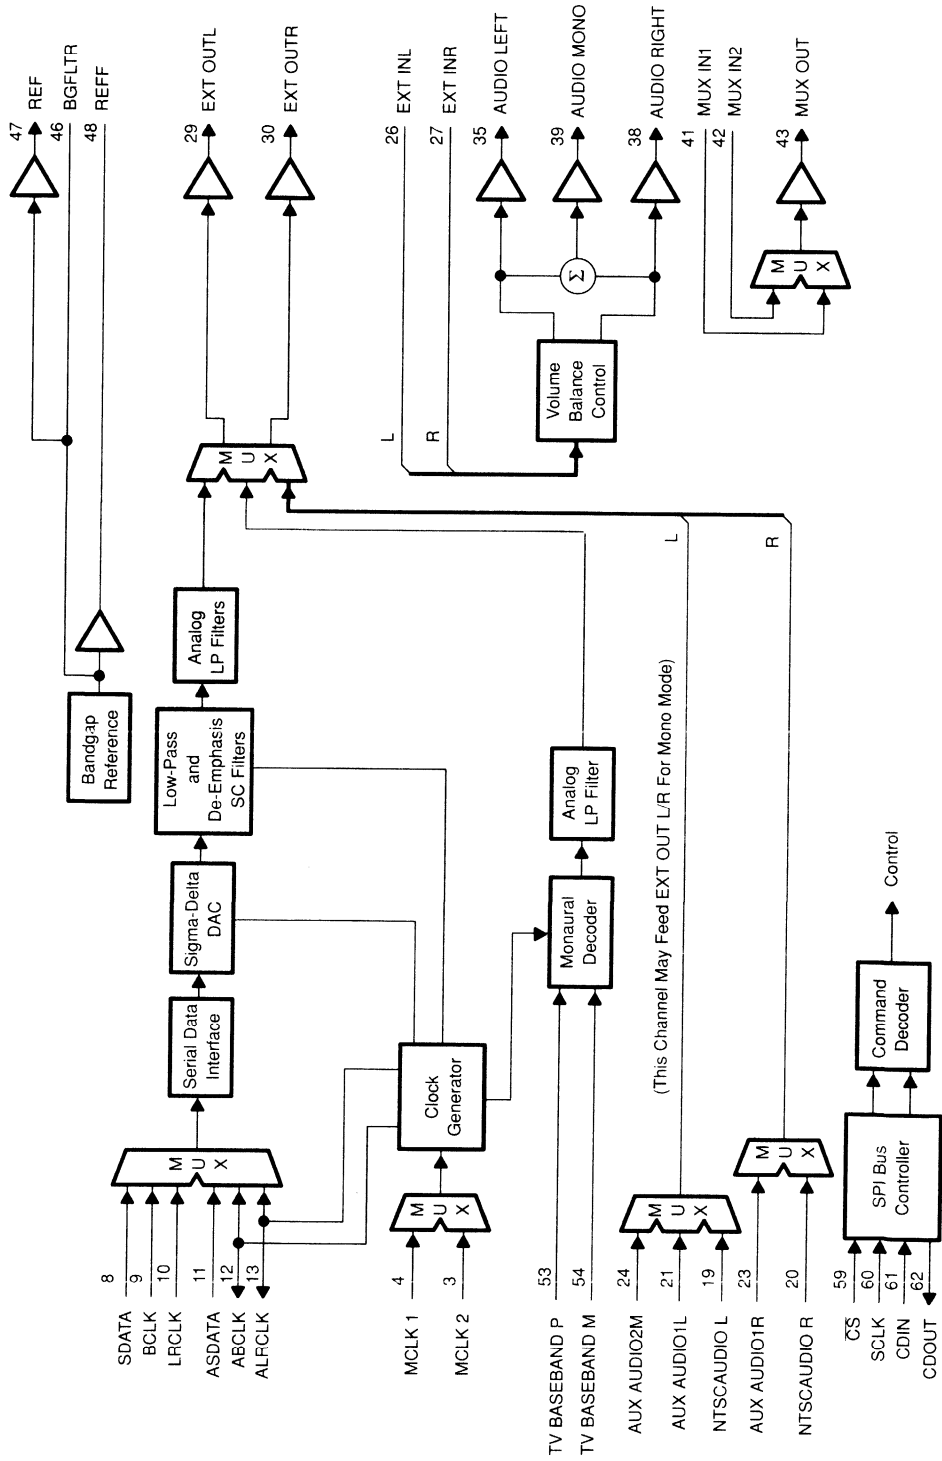 SDATA
8
BCLK
9
LRCLK
10
ASDATA
11
ABCLK
12
ALRCLK
13
M
U
X
Serial Data
Interface
Sigma-Delta
DAC
Low-Pass
and
De-Emphasis
SC Filters
Analog
LP Filters
M
U
X
Bandgap
Reference
47
REF
46
BGFLTR
48
REFF
29
EXT OUTL
30
EXT OUTR
MCLK 1
4
MCLK 2
3
M
U
X
Clock
Generator
TV BASEBAND P
53
TV BASEBAND M
54
Monaural
Decoder
Analog
LP Filter
L
26
EXT INL
R
27
EXT INR
Volume
Balance
Control
Σ
35
AUDIO LEFT
39
AUDIO MONO
38
AUDIO RIGHT
AUX AUDIO2M
24
AUX AUDIO1L
21
NTSCAUDIO L
19
M
U
X
(This Channel May Feed EXT OUT L/R For Mono Mode)
L
AUX AUDIO1R
23
NTSCAUDIO R
20
M
U
X
R
41
MUX IN1
42
MUX IN2
M
U
X
43
MUX OUT
CS
59
SCLK
60
CDIN
61
CDOUT
62
SPI Bus
Controller
Command
Decoder
Control